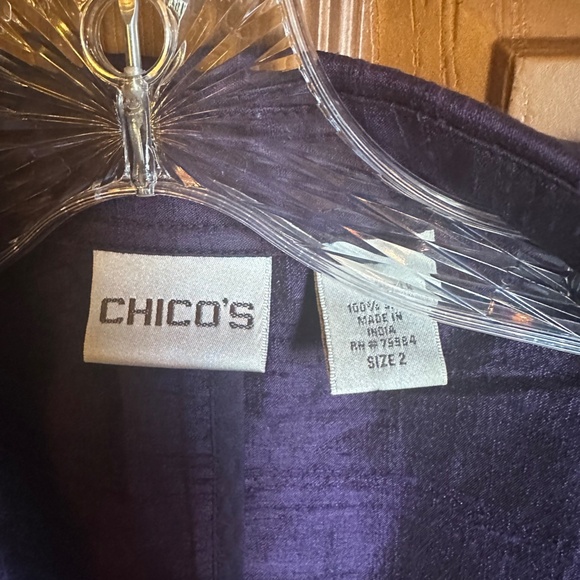 CHICO'S
100%
MADE IN
INDIA
RN#75984
SIZE 2